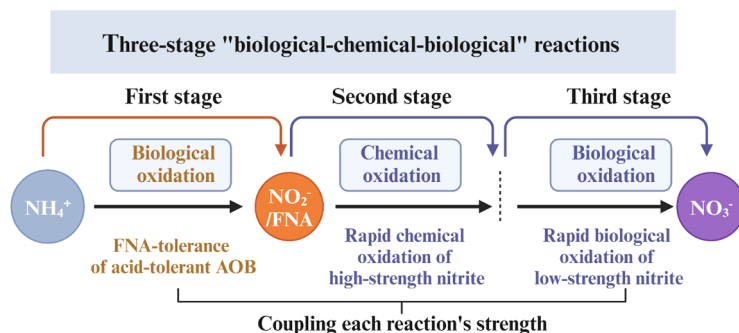 Three-stage "biological-chemical-biological" reactions
First stage
Second stage
Third stage
Biological
oxidation
Chemical
oxidation
Biological
oxidation
NH₄⁺
NO₂⁻
/FNA
NO₃⁻
FNA-tolerance
of acid-tolerant AOB
Rapid chemical
oxidation of
high-strength nitrite
Rapid biological
oxidation of
low-strength nitrite
Coupling each reaction's strength